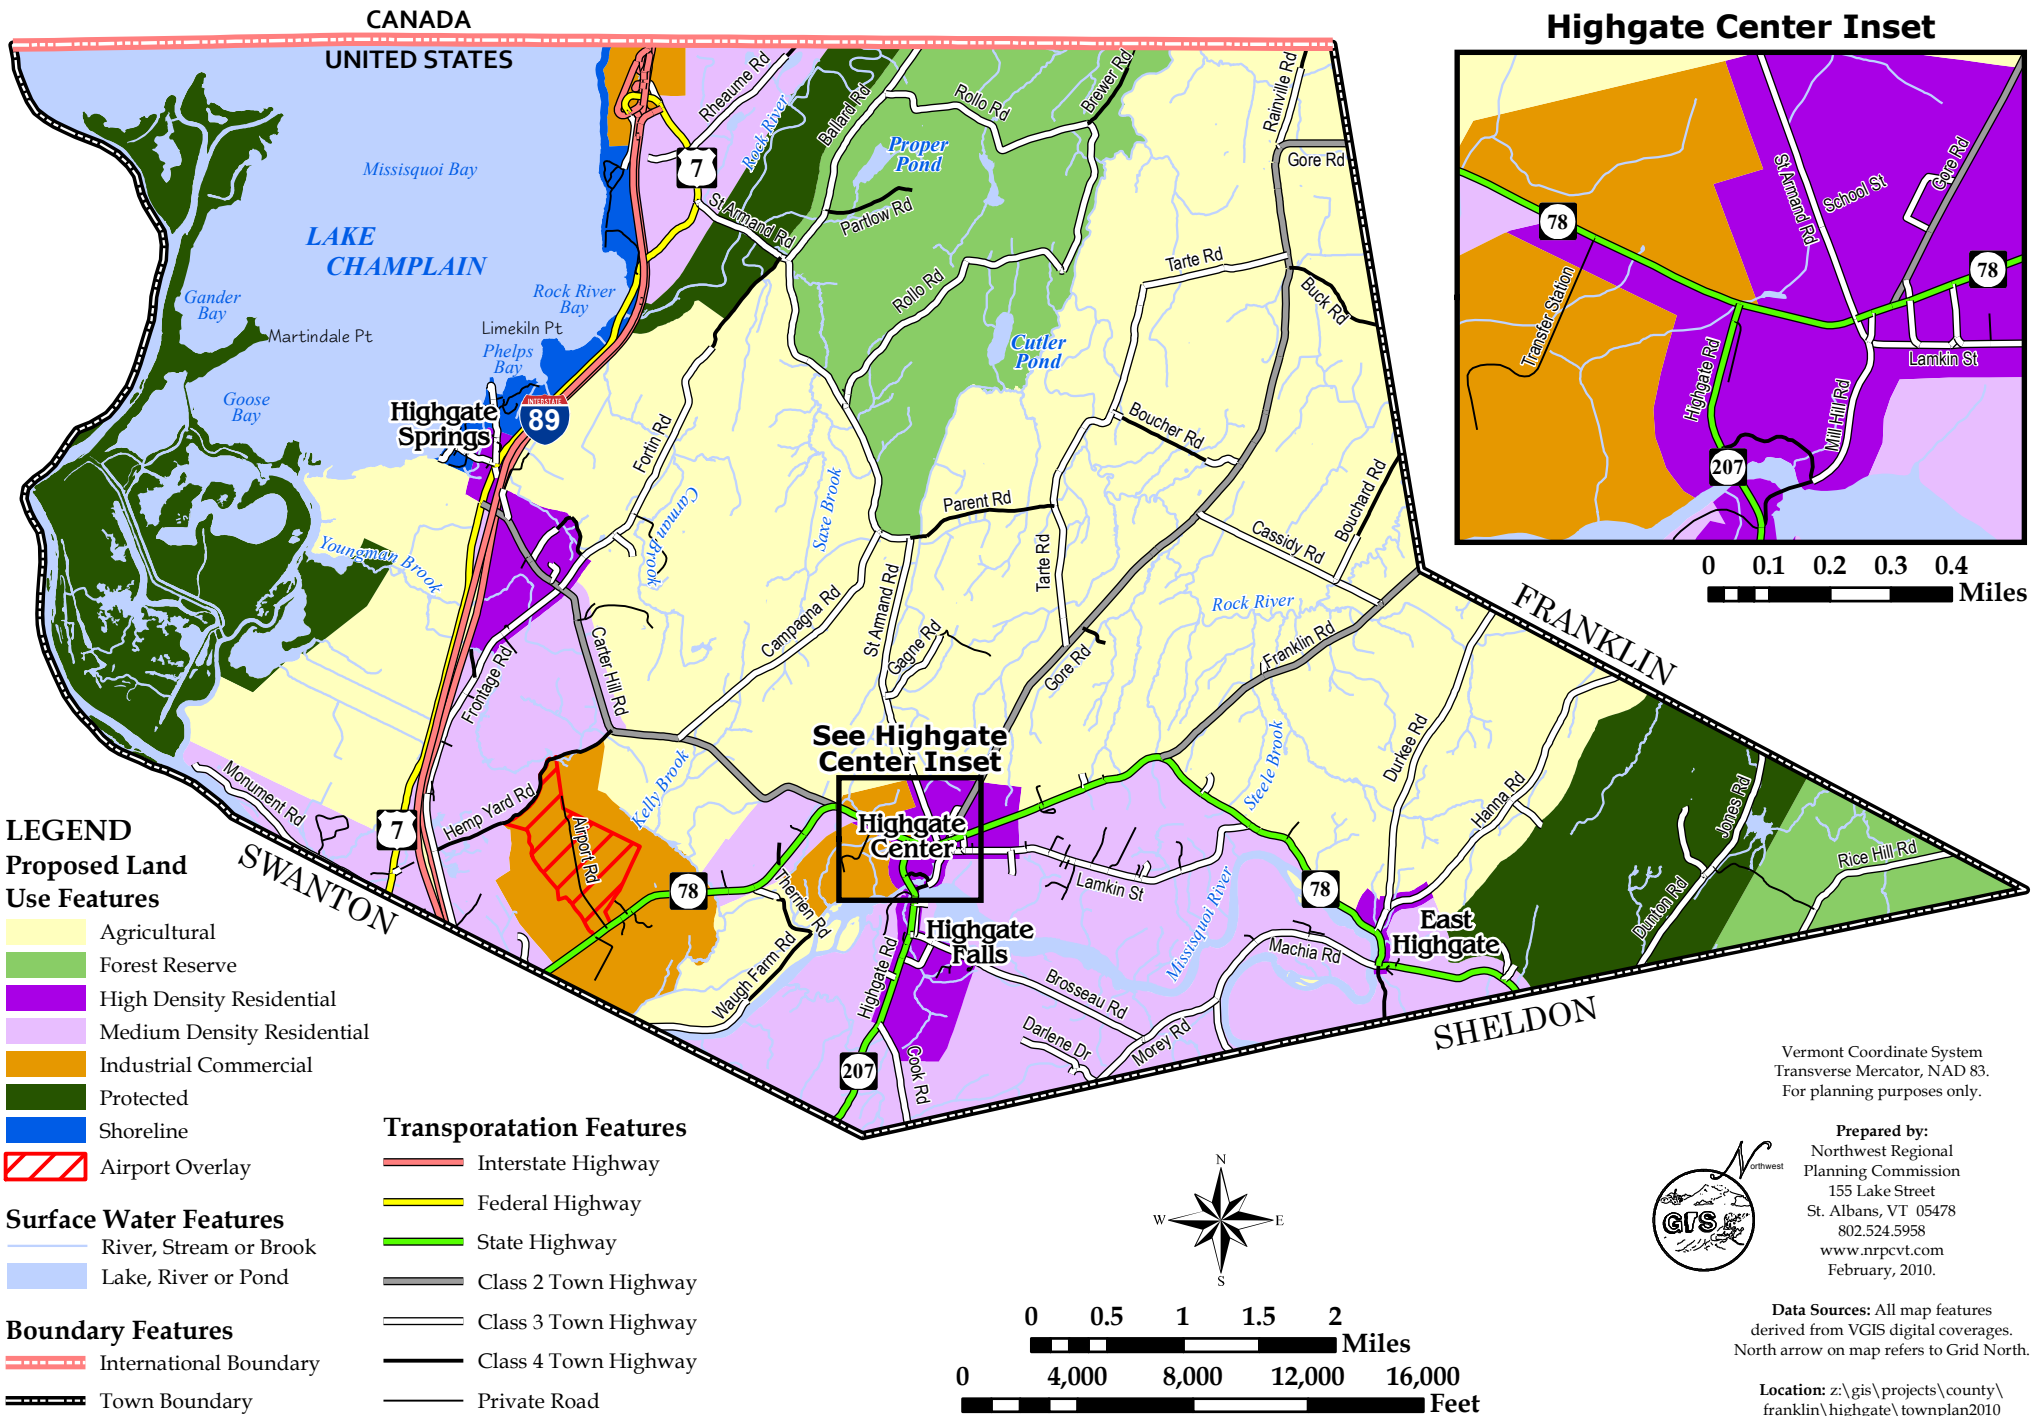 CANADA
UNITED STATES
Highgate Center Inset
Missisquoi Bay
LAKE
CHAMPLAIN
Gander
Bay
Martindale Pt
Goose
Bay
Rock River
Bay
Limekiln Pt
Phelps
Bay
Highgate
Springs
INTERSTATE
89
7
Rheaume Rd
Rock River
Ballard Rd
Rollo Rd
Brewer Rd
Proper
Pond
Partlow Rd
St Armand Rd
Rollo Rd
Cutler
Pond
Rainville Rd
Gore Rd
Tarte Rd
Buck Rd
Boucher Rd
Bouchard Rd
Cassidy Rd
Parent Rd
Tarte Rd
Fortin Rd
Carman Brook
Saxe Brook
Youngman Brook
Campagna Rd
St Armand Rd
Gagne Rd
Gore Rd
Rock River
Franklin Rd
Carter Hill Rd
Frontage Rd
Kelly Brook
Hemp Yard Rd
Airport Rd
Monument Rd
7
SWANTON
See Highgate
Center Inset
Highgate
Center
78
Therrien Rd
Waugh Farm Rd
Highgate
Falls
Highgate Rd
207
Cook Rd
Lamkin St
Brosseau Rd
Darlene Dr
Morey Rd
Missisquoi River
Machia Rd
Steele Brook
78
East
Highgate
Durkee Rd
Hanna Rd
Jones Rd
Dunton Rd
Rice Hill Rd
FRANKLIN
SHELDON
78
Transfer Station
St Armand Rd
School St
Gore Rd
78
Lamkin St
Highgate Rd
Mill Hill Rd
207
0 0.1 0.2 0.3 0.4
Miles
LEGEND
Proposed Land
Use Features
Agricultural
Forest Reserve
High Density Residential
Medium Density Residential
Industrial Commercial
Protected
Shoreline
Airport Overlay
Surface Water Features
River, Stream or Brook
Lake, River or Pond
Boundary Features
International Boundary
Town Boundary
Transporatation Features
Interstate Highway
Federal Highway
State Highway
Class 2 Town Highway
Class 3 Town Highway
Class 4 Town Highway
Private Road
N
W
E
S
0 0.5 1 1.5 2
Miles
0 4,000 8,000 12,000 16,000
Feet
Vermont Coordinate System
Transverse Mercator, NAD 83.
For planning purposes only.
Northwest
GIS
Prepared by:
Northwest Regional
Planning Commission
155 Lake Street
St. Albans, VT 05478
802.524.5958
www.nrpcvt.com
February, 2010.
Data Sources: All map features
derived from VGIS digital coverages.
North arrow on map refers to Grid North.
Location: z:\gis\projects\county\
franklin\highgate\townplan2010